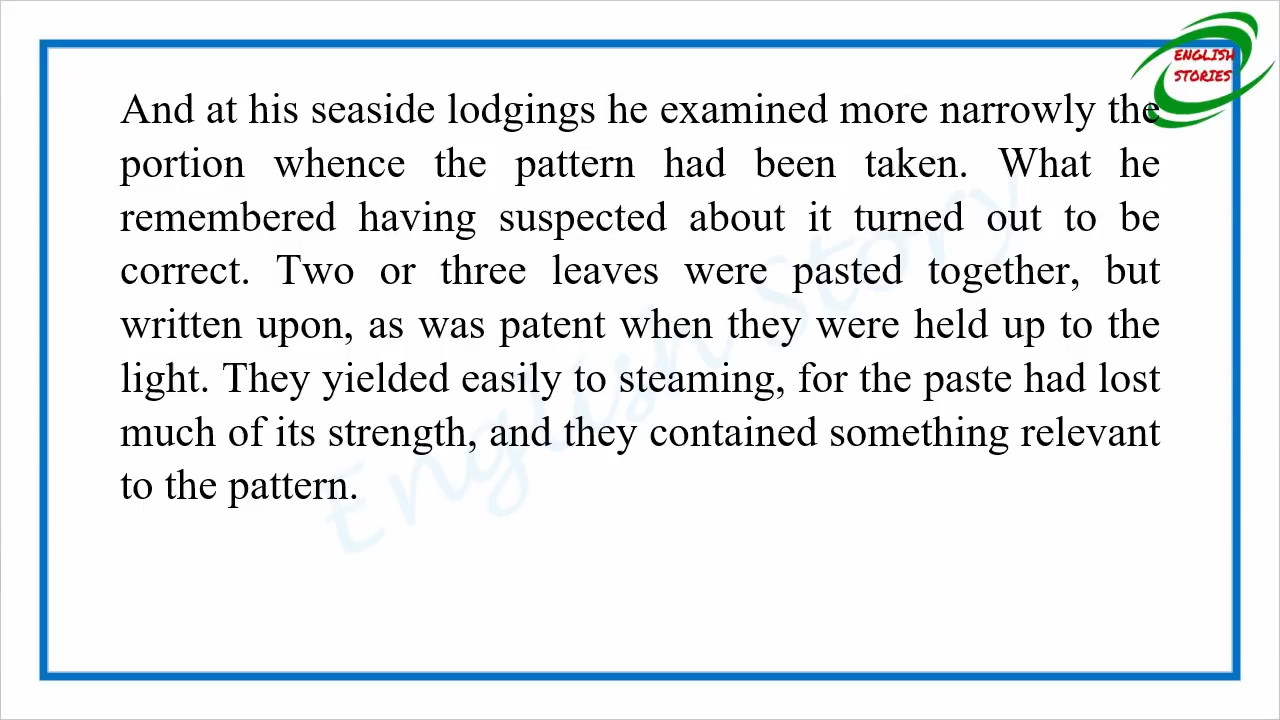 ENGLISH
STORIES
And at his seaside lodgings he examined more narrowly the
portion whence the pattern had been taken. What he
remembered having suspected about it turned out to be
correct. Two or three leaves were pasted together, but
written upon, as was patent when they were held up to the
light. They yielded easily to steaming, for the paste had lost
much of its strength, and they contained something relevant
to the pattern.
English Story